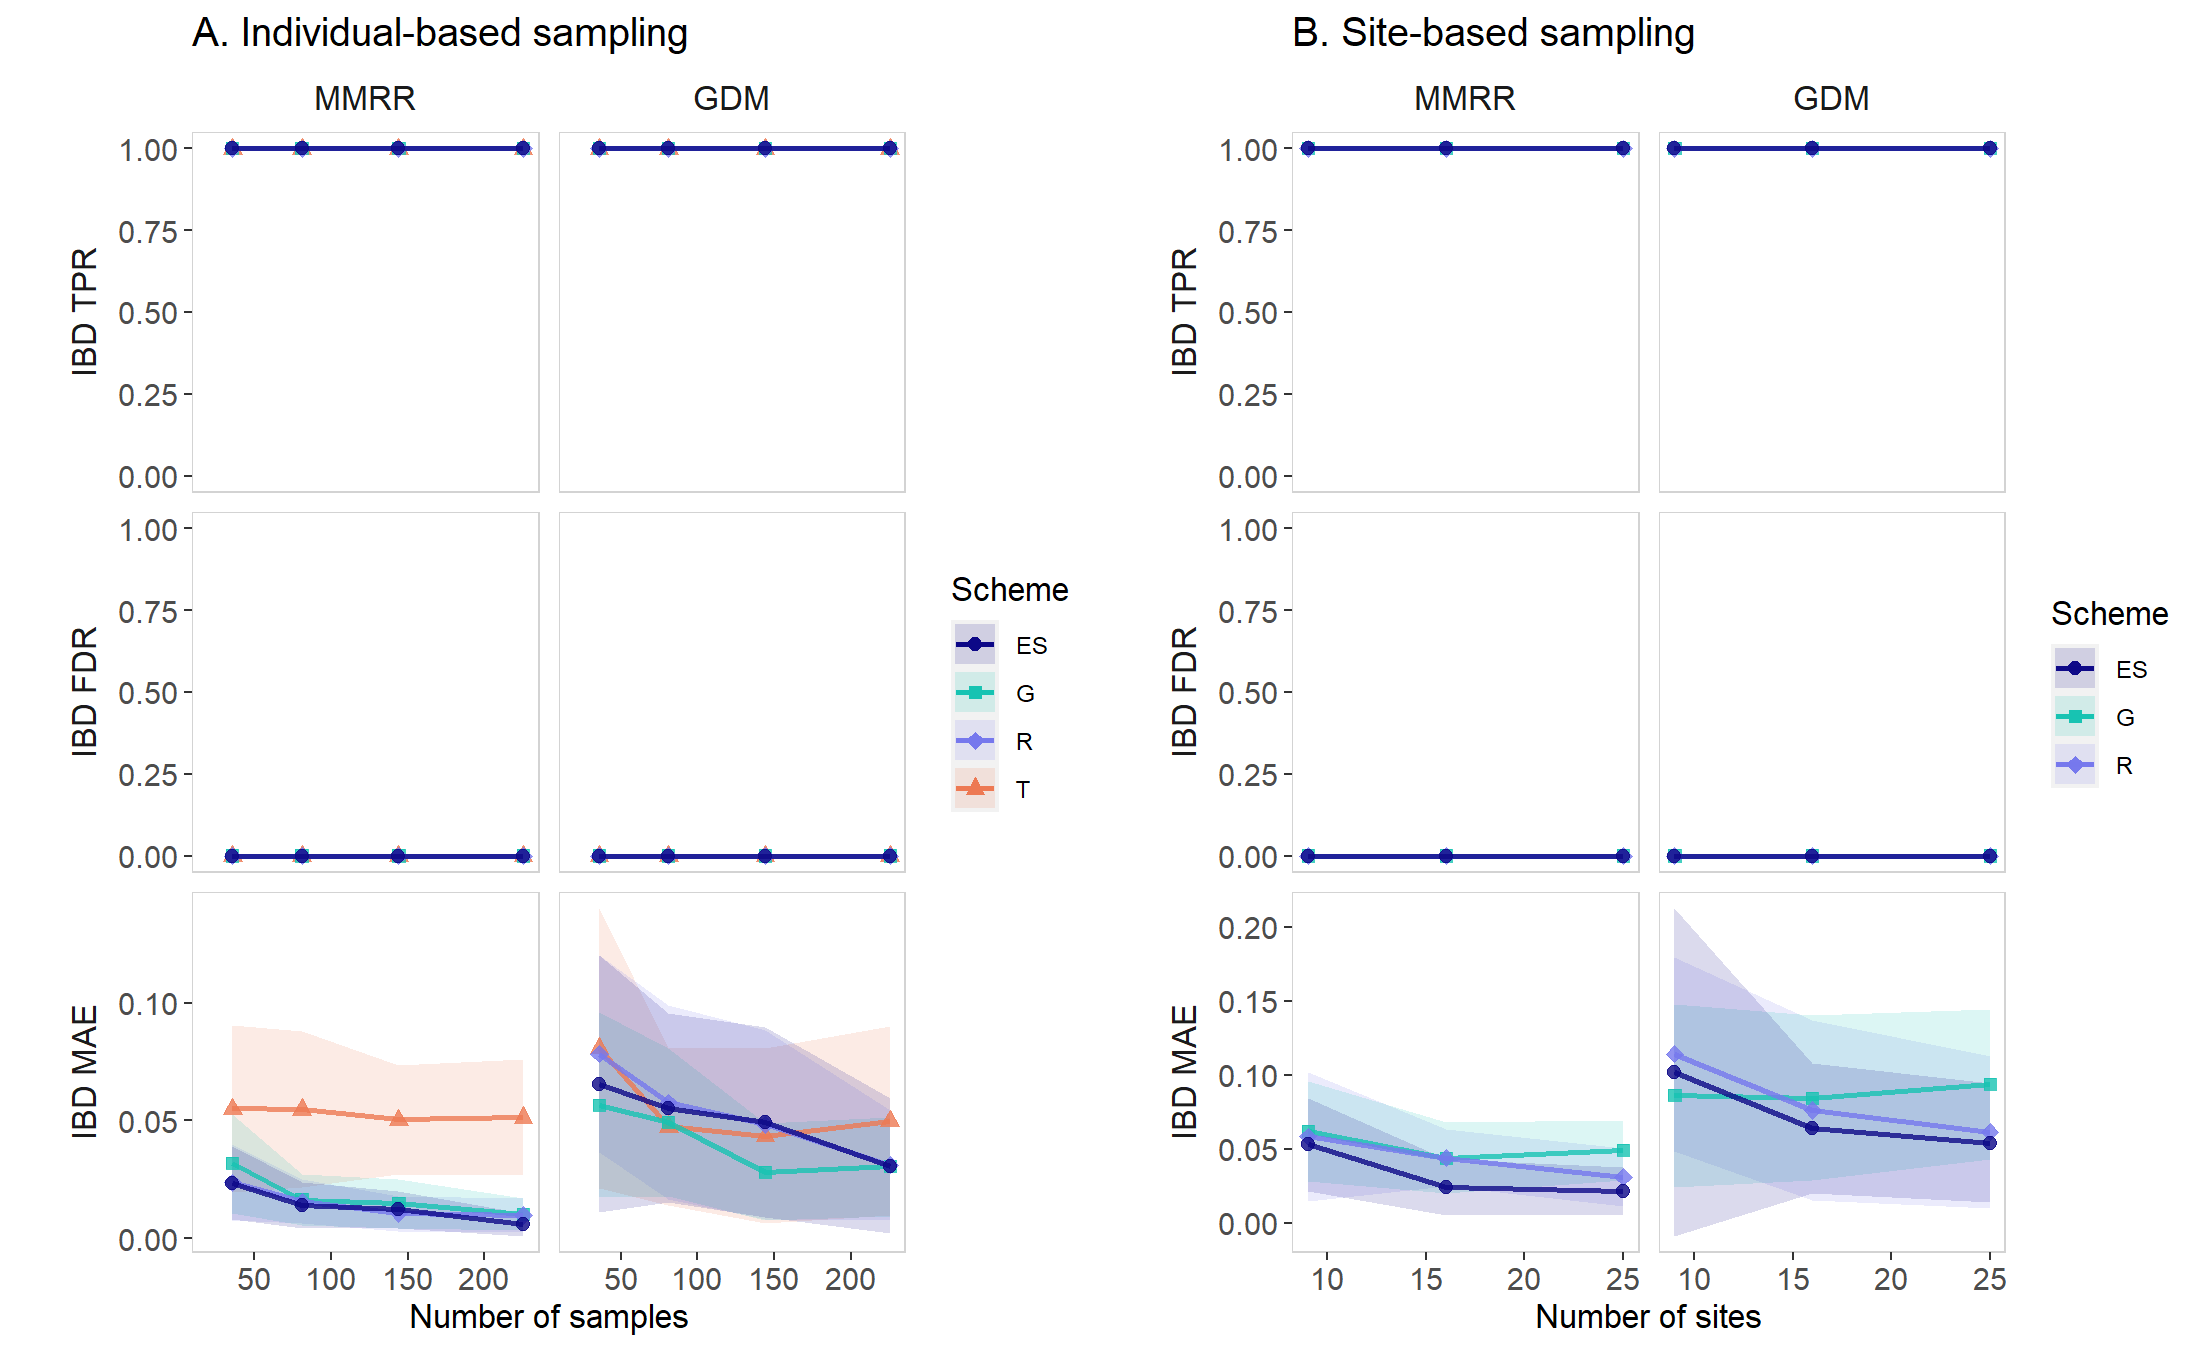 A. Individual-based sampling
B. Site-based sampling
MMRR
GDM
MMRR
GDM
IBD TPR
1.00
0.75
0.50
0.25
0.00
IBD FDR
1.00
0.75
0.50
0.25
0.00
IBD MAE
0.10
0.05
0.00
50
100
150
200
50
100
150
200
Number of samples
Scheme
ES
G
R
T
IBD TPR
1.00
0.75
0.50
0.25
0.00
IBD FDR
1.00
0.75
0.50
0.25
0.00
IBD MAE
0.20
0.15
0.10
0.05
0.00
10
15
20
25
10
15
20
25
Number of sites
Scheme
ES
G
R